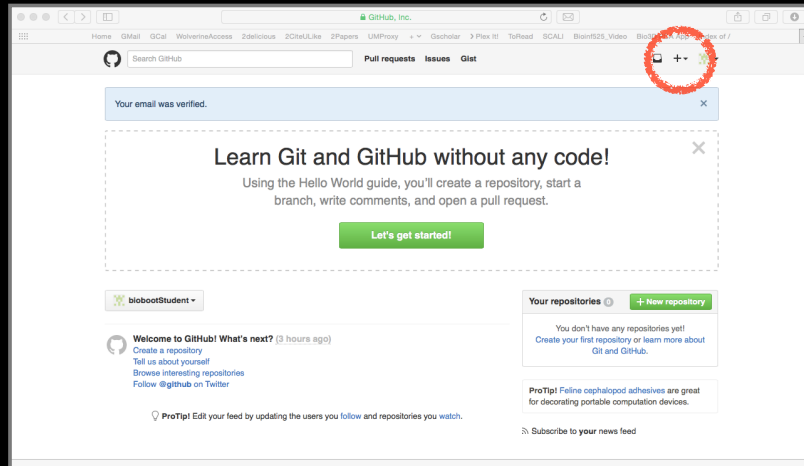 GitHub, Inc.
Home GMail GCal WolverineAccess 2delicious 2CiteULike 2Papers UMProxy + Gscholar > Plex It! ToRead SCALI Bioinf525_Video App of /
Search GitHub
Pull requests Issues Gist
Your email was verified.
Learn Git and GitHub without any code!
Using the Hello World guide, you'll create a repository, start a
branch, write comments, and open a pull request.
Let's get started!
biobootStudent
Your repositories 0
+ New repository
You don't have any repositories yet!
Create your first repository or learn more about
Git and GitHub.
Welcome to GitHub! What's next? (3 hours ago)
Create a repository
Tell us about yourself
Browse interesting repositories
Follow @github on Twitter
ProTip! Feline cephalopod adhesives are great
for decorating portable computation devices.
ProTip! Edit your feed by updating the users you follow and repositories you watch.
Subscribe to your news feed